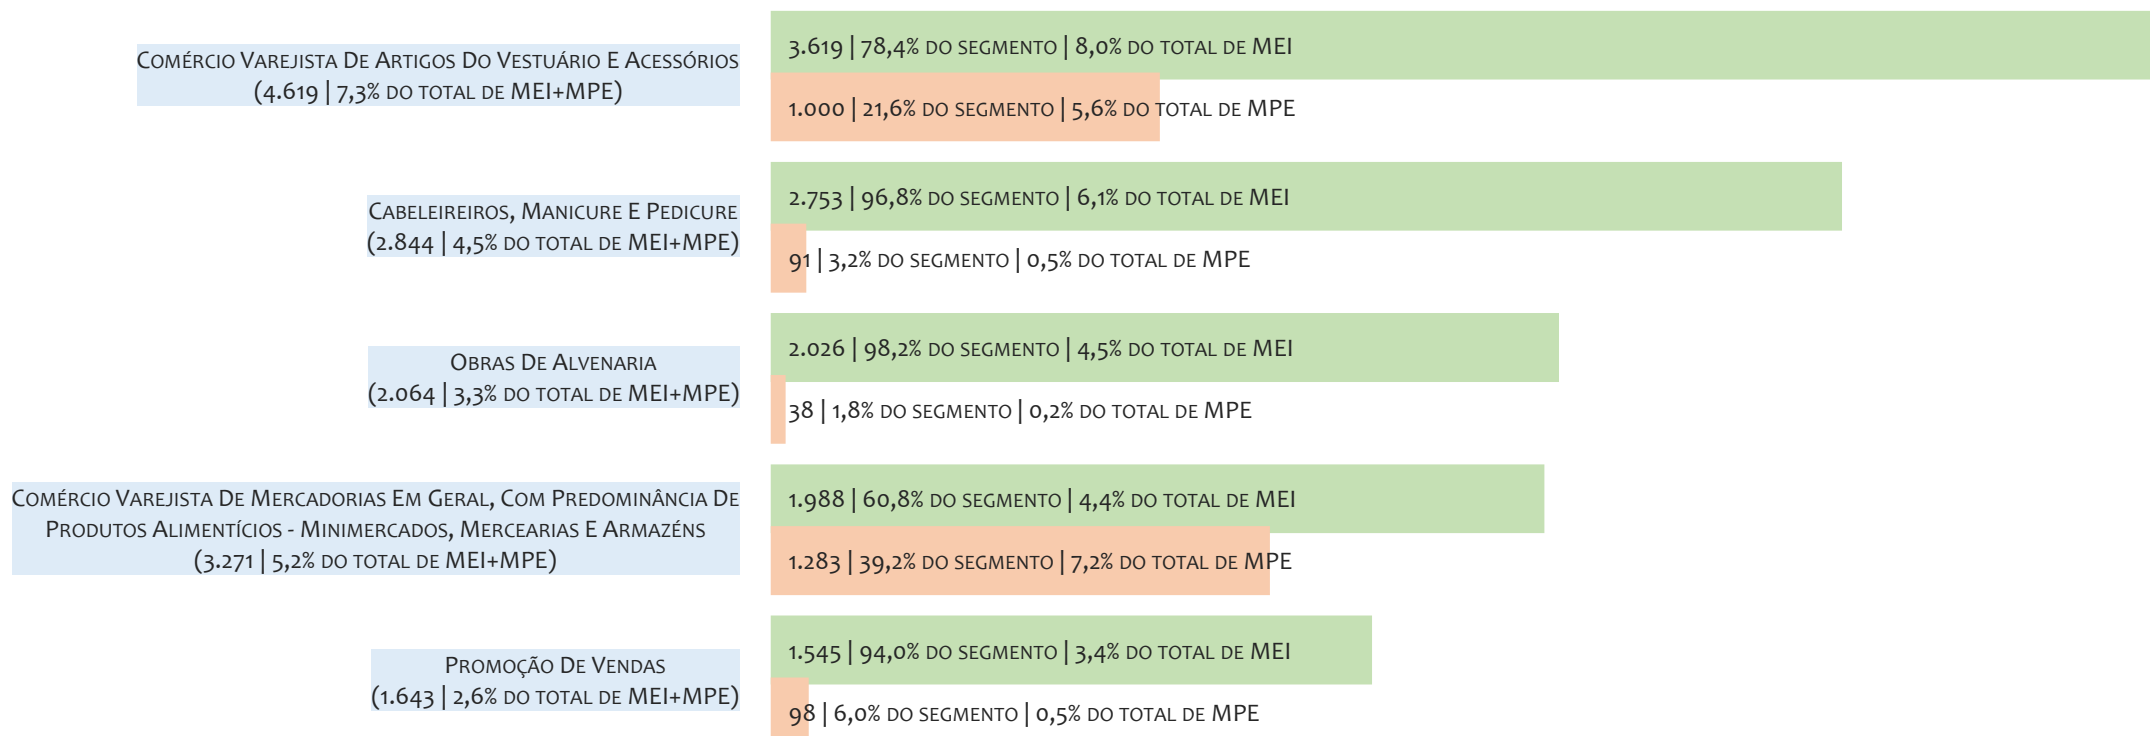 Comércio Varejista De Artigos Do Vestuário E Acessórios
(4.619 | 7,3% do total de MEI+MPE)
3.619 | 78,4% do segmento | 8,0% do total de MEI
1.000 | 21,6% do segmento | 5,6% do total de MPE
Cabeleireiros, Manicure E Pedicure
(2.844 | 4,5% do total de MEI+MPE)
2.753 | 96,8% do segmento | 6,1% do total de MEI
91 | 3,2% do segmento | 0,5% do total de MPE
Obras De Alvenaria
(2.064 | 3,3% do total de MEI+MPE)
2.026 | 98,2% do segmento | 4,5% do total de MEI
38 | 1,8% do segmento | 0,2% do total de MPE
Comércio Varejista De Mercadorias Em Geral, Com Predominância De
Produtos Alimentícios - Minimercados, Mercearias E Armazéns
(3.271 | 5,2% do total de MEI+MPE)
1.988 | 60,8% do segmento | 4,4% do total de MEI
1.283 | 39,2% do segmento | 7,2% do total de MPE
Promoção De Vendas
(1.643 | 2,6% do total de MEI+MPE)
1.545 | 94,0% do segmento | 3,4% do total de MEI
98 | 6,0% do segmento | 0,5% do total de MPE